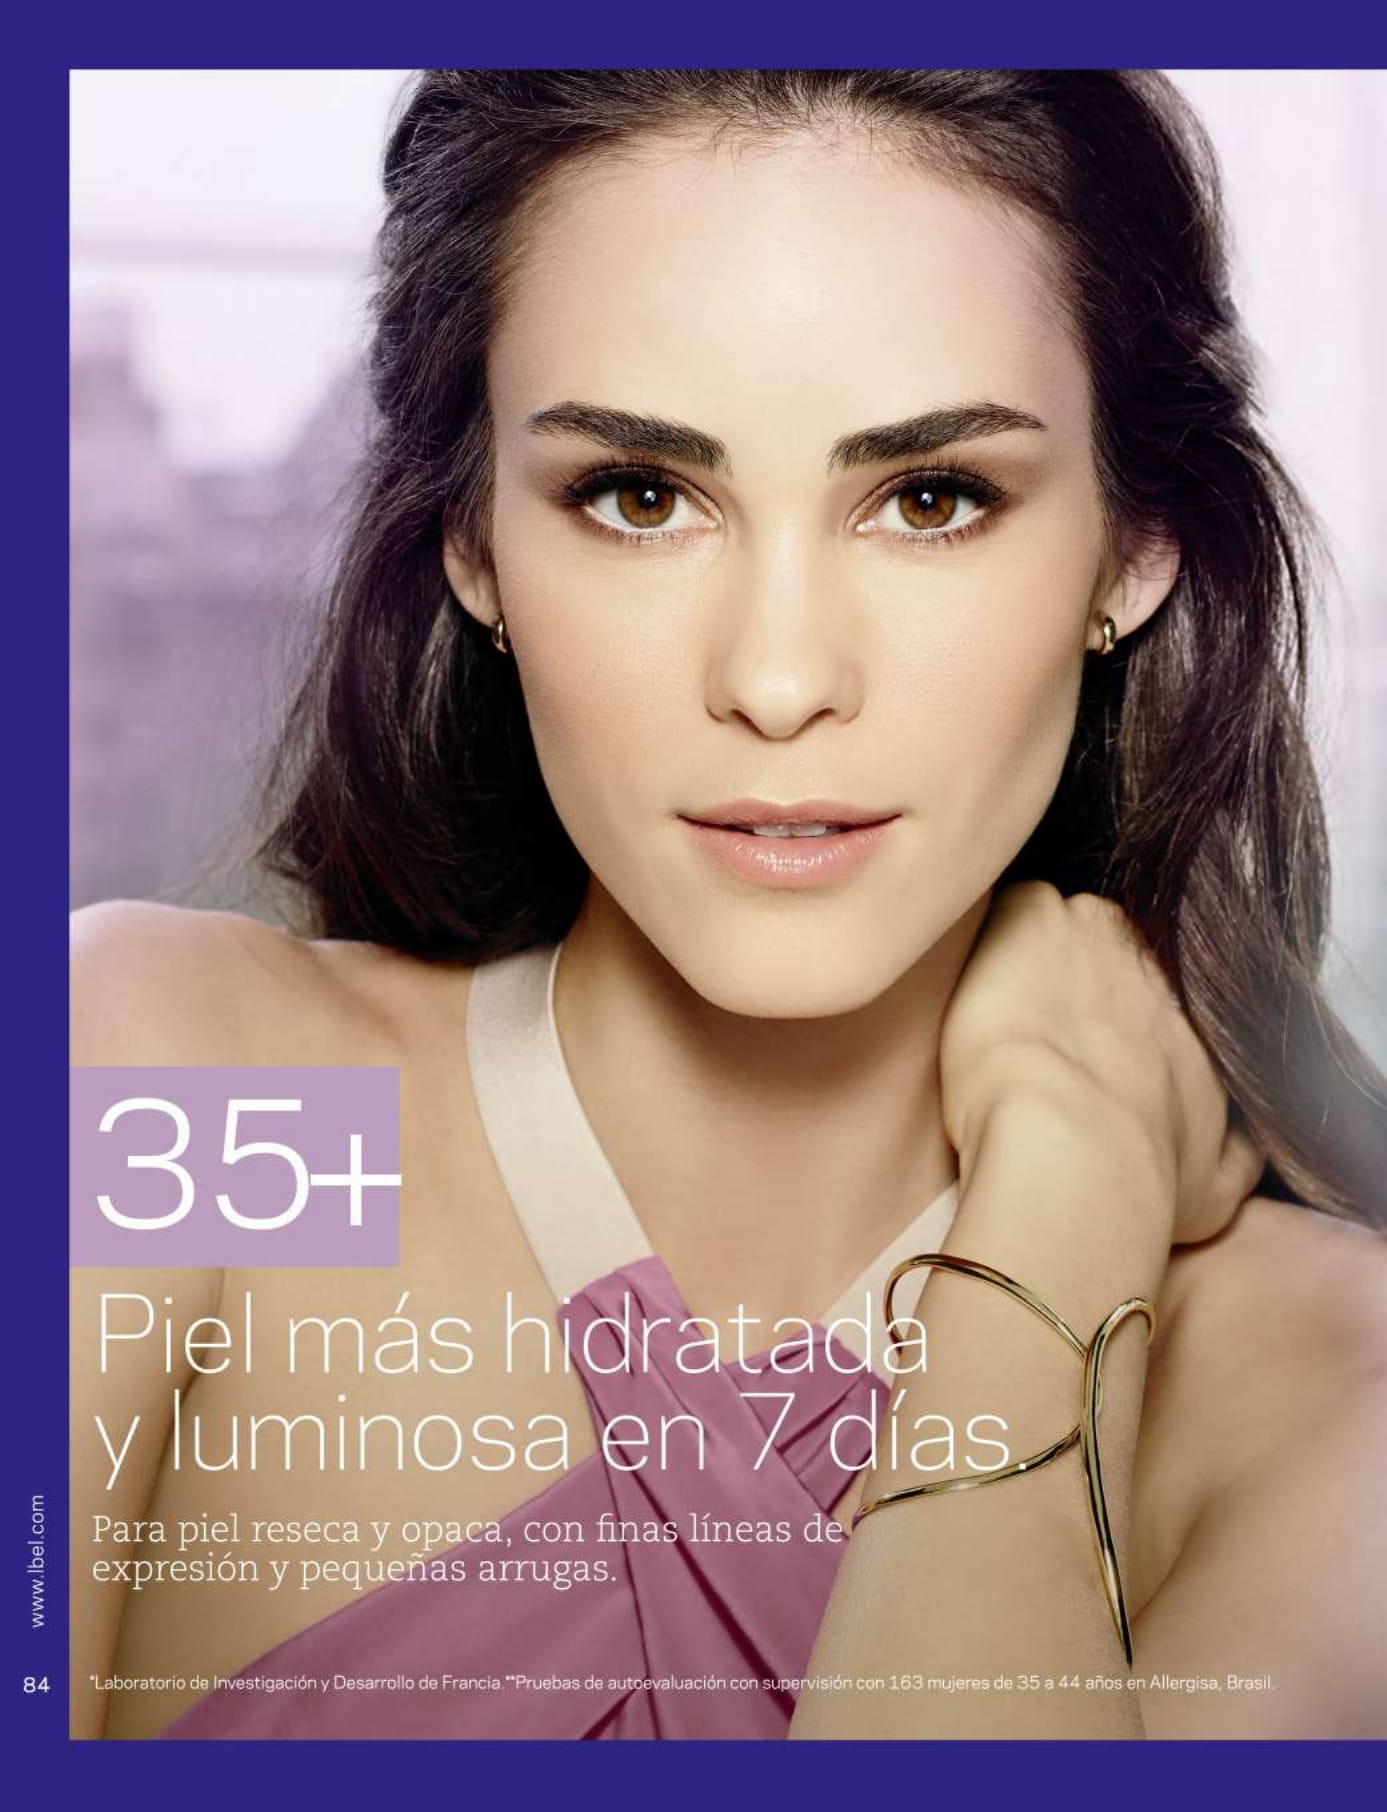 35+
Piel más hidratada
y luminosa en 7 días.
Para piel reseca y opaca, con finas líneas de
expresión y pequeñas arrugas.
www.lbel.com
84
*Laboratorio de Investigación y Desarrollo de Francia.**Pruebas de autoevaluación con supervisión con 163 mujeres de 35 a 44 años en Allergisa, Brasil.